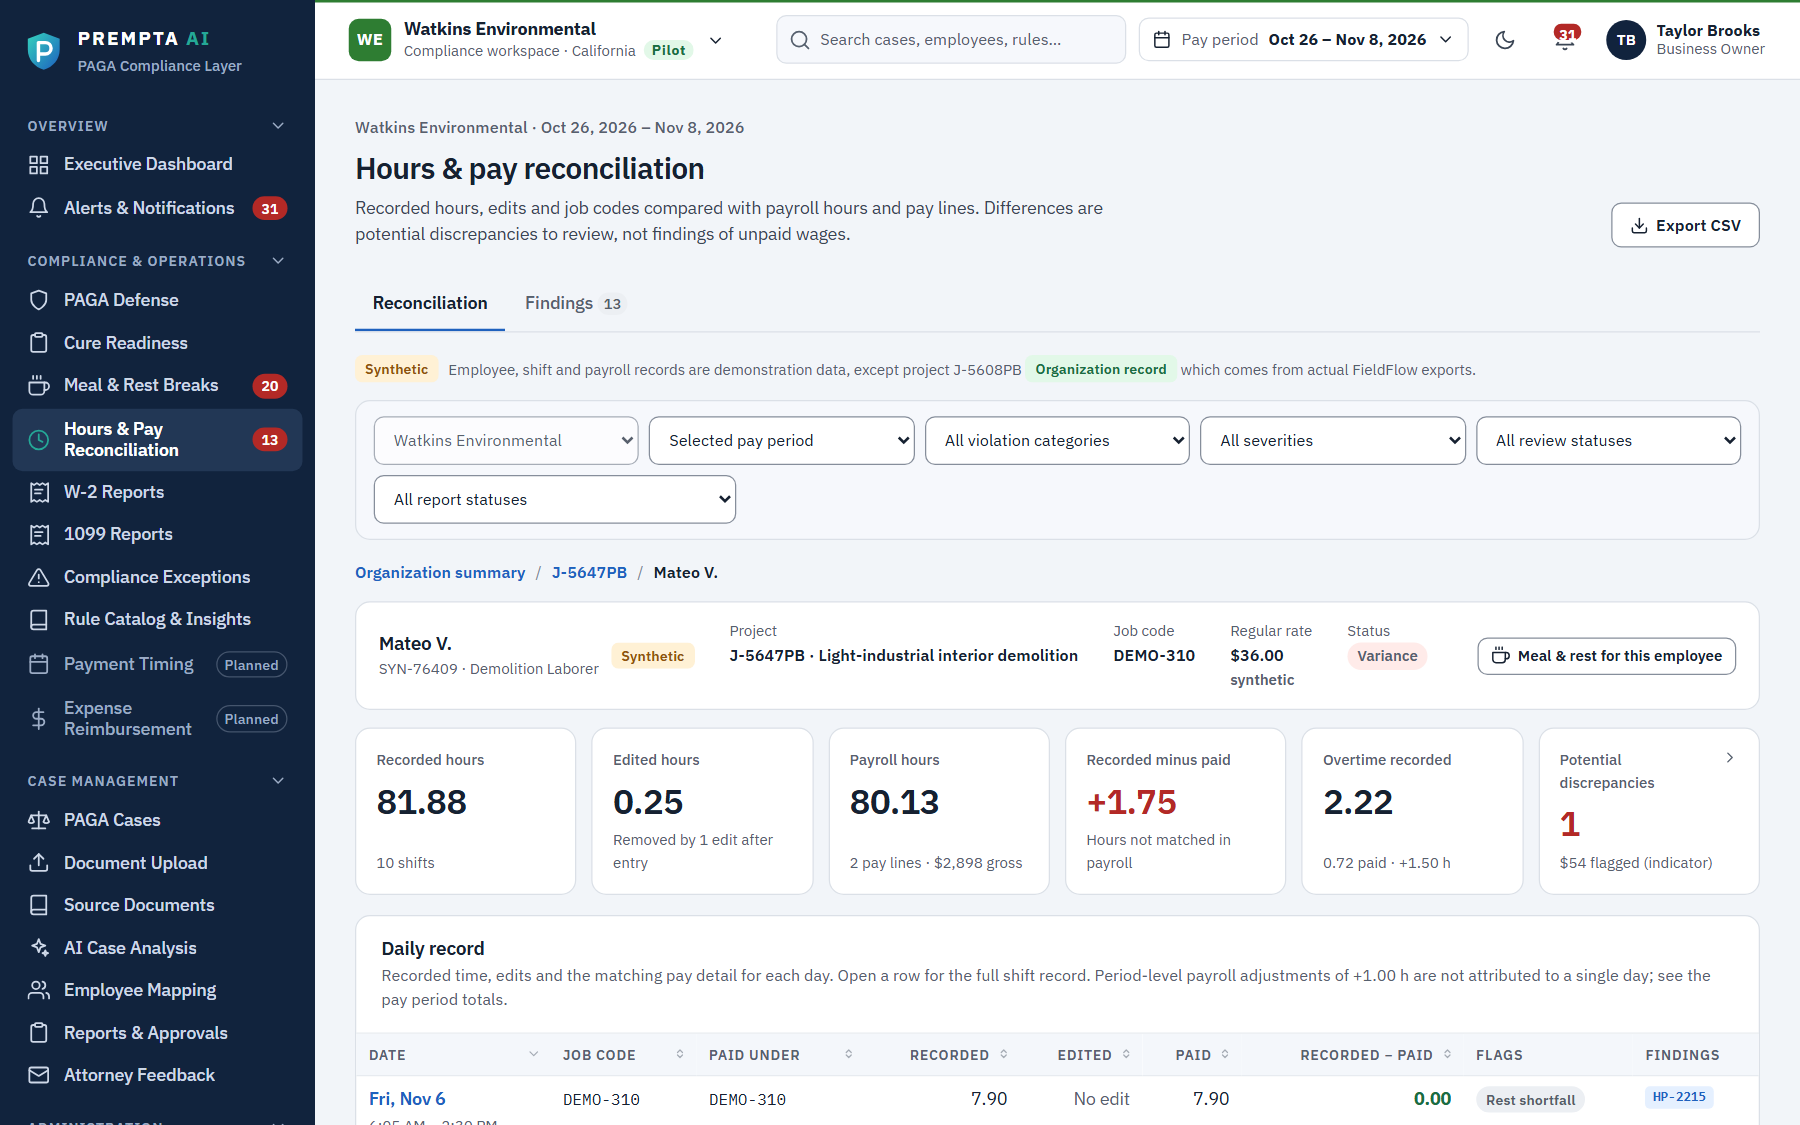 PREMPTA AI
PAGA Compliance Layer
OVERVIEW
Executive Dashboard
Alerts & Notifications 31
COMPLIANCE & OPERATIONS
PAGA Defense
Cure Readiness
Meal & Rest Breaks 20
Hours & Pay
Reconciliation 13
W-2 Reports
1099 Reports
Compliance Exceptions
Rule Catalog & Insights
Payment Timing Planned
Expense
Reimbursement Planned
CASE MANAGEMENT
PAGA Cases
Document Upload
Source Documents
AI Case Analysis
Employee Mapping
Reports & Approvals
Attorney Feedback
WE
Watkins Environmental
Compliance workspace · California Pilot
Search cases, employees, rules...
Pay period Oct 26 – Nov 8, 2026
31
TB
Taylor Brooks
Business Owner
Watkins Environmental · Oct 26, 2026 – Nov 8, 2026
Hours & pay reconciliation
Recorded hours, edits and job codes compared with payroll hours and pay lines. Differences are
potential discrepancies to review, not findings of unpaid wages.
Export CSV
Reconciliation
Findings 13
Synthetic Employee, shift and payroll records are demonstration data, except project J-5608PB Organization record which comes from actual FieldFlow exports.
Watkins Environmental
Selected pay period
All violation categories
All severities
All review statuses
All report statuses
Organization summary / J-5647PB / Mateo V.
Mateo V.
SYN-76409 · Demolition Laborer
Synthetic
Project
J-5647PB · Light-industrial interior demolition
Job code
DEMO-310
Regular rate
$36.00
synthetic
Status
Variance
Meal & rest for this employee
Recorded hours
81.88
10 shifts
Edited hours
0.25
Removed by 1 edit after
entry
Payroll hours
80.13
2 pay lines · $2,898 gross
Recorded minus paid
+1.75
Hours not matched in
payroll
Overtime recorded
2.22
0.72 paid · +1.50 h
Potential
discrepancies
1
$54 flagged (indicator)
Daily record
Recorded time, edits and the matching pay detail for each day. Open a row for the full shift record. Period-level payroll adjustments of +1.00 h are not attributed to a single day; see the
pay period totals.
DATE JOB CODE PAID UNDER RECORDED EDITED PAID RECORDED – PAID FLAGS FINDINGS
Fri, Nov 6 DEMO-310 DEMO-310 7.90 No edit 7.90 0.00 Rest shortfall HP-2215